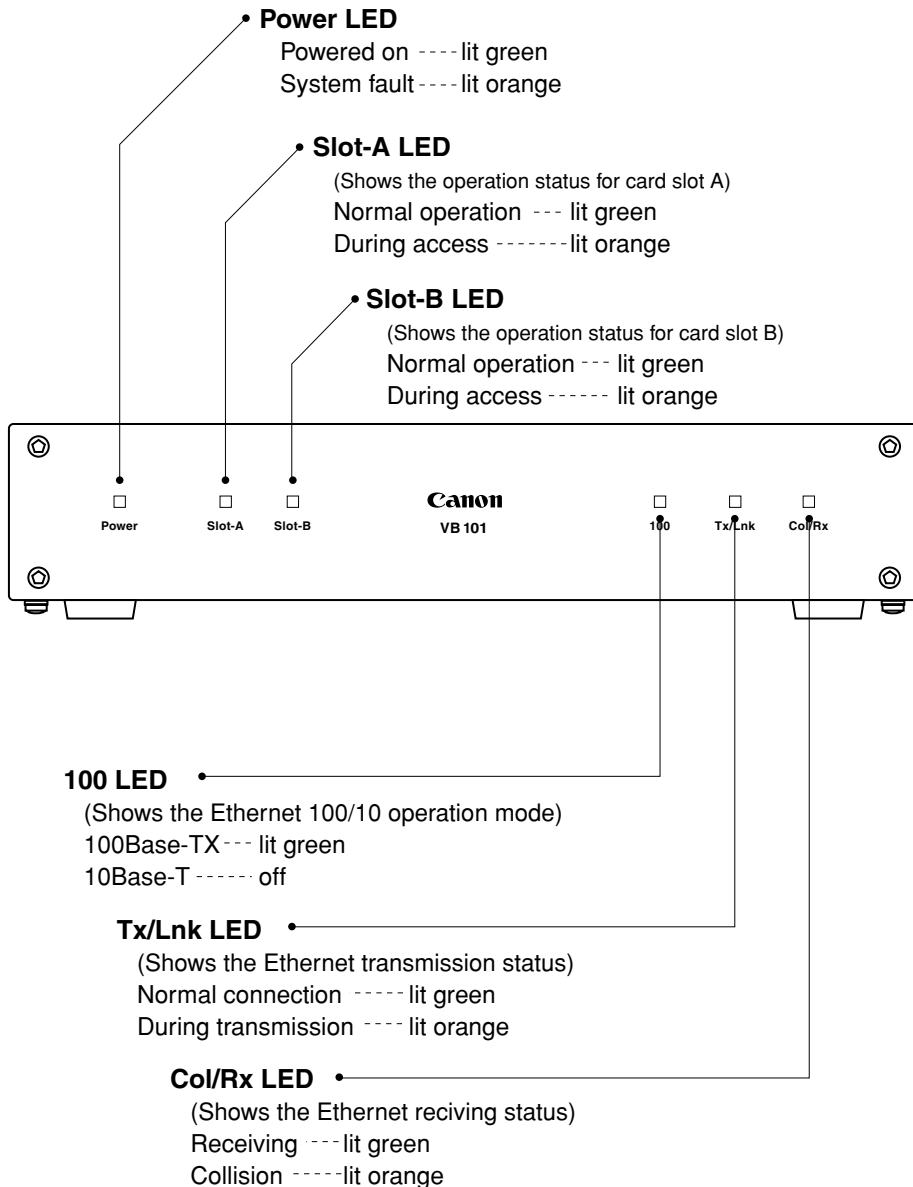 Power LED
Powered on ----lit green
System fault----lit orange
Slot-A LED
(Shows the operation status for card slot A)
Normal operation --- lit green
During access -------lit orange
Slot-B LED
(Shows the operation status for card slot B)
Normal operation --- lit green
During access ------ lit orange
Canon
Power Slot-A Slot-B VB 101 100 Tx/Lnk Col/Rx
100 LED
(Shows the Ethernet 100/10 operation mode)
100Base-TX--- lit green
10Base-T ------ off
Tx/Lnk LED
(Shows the Ethernet transmission status)
Normal connection -----lit green
During transmission ---- lit orange
Col/Rx LED
(Shows the Ethernet reciving status)
Receiving ----lit green
Collision -----lit orange